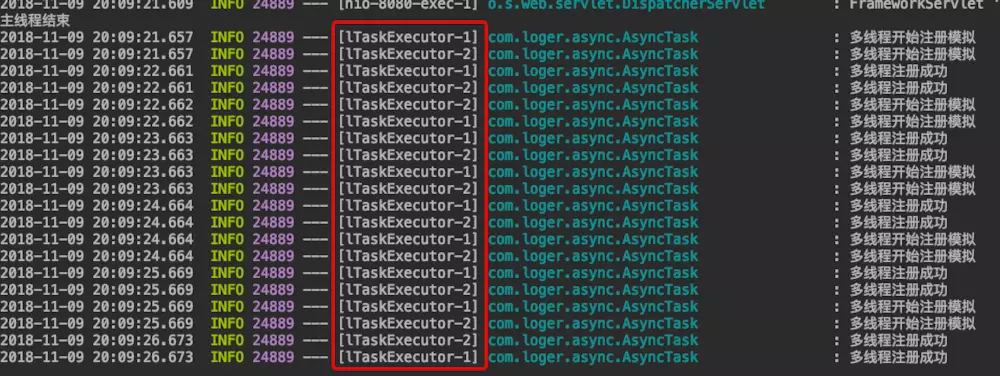 2018-11-09 20:09:21.609 INFO 24889 --- [nio-8080-exec-1] o.s.web.servlet.DispatcherServlet : FrameworkServlet '
主线程结束
2018-11-09 20:09:21.657 INFO 24889 --- [lTaskExecutor-1] com.loger.async.AsyncTask : 多线程开始注册模拟
2018-11-09 20:09:21.657 INFO 24889 --- [lTaskExecutor-2] com.loger.async.AsyncTask : 多线程开始注册模拟
2018-11-09 20:09:22.661 INFO 24889 --- [lTaskExecutor-1] com.loger.async.AsyncTask : 多线程注册成功
2018-11-09 20:09:22.661 INFO 24889 --- [lTaskExecutor-2] com.loger.async.AsyncTask : 多线程注册成功
2018-11-09 20:09:22.662 INFO 24889 --- [lTaskExecutor-2] com.loger.async.AsyncTask : 多线程开始注册模拟
2018-11-09 20:09:22.662 INFO 24889 --- [lTaskExecutor-1] com.loger.async.AsyncTask : 多线程开始注册模拟
2018-11-09 20:09:23.663 INFO 24889 --- [lTaskExecutor-1] com.loger.async.AsyncTask : 多线程注册成功
2018-11-09 20:09:23.663 INFO 24889 --- [lTaskExecutor-2] com.loger.async.AsyncTask : 多线程注册成功
2018-11-09 20:09:23.663 INFO 24889 --- [lTaskExecutor-1] com.loger.async.AsyncTask : 多线程开始注册模拟
2018-11-09 20:09:23.663 INFO 24889 --- [lTaskExecutor-2] com.loger.async.AsyncTask : 多线程开始注册模拟
2018-11-09 20:09:24.664 INFO 24889 --- [lTaskExecutor-1] com.loger.async.AsyncTask : 多线程注册成功
2018-11-09 20:09:24.664 INFO 24889 --- [lTaskExecutor-2] com.loger.async.AsyncTask : 多线程注册成功
2018-11-09 20:09:24.664 INFO 24889 --- [lTaskExecutor-1] com.loger.async.AsyncTask : 多线程开始注册模拟
2018-11-09 20:09:24.664 INFO 24889 --- [lTaskExecutor-2] com.loger.async.AsyncTask : 多线程开始注册模拟
2018-11-09 20:09:25.669 INFO 24889 --- [lTaskExecutor-1] com.loger.async.AsyncTask : 多线程注册成功
2018-11-09 20:09:25.669 INFO 24889 --- [lTaskExecutor-2] com.loger.async.AsyncTask : 多线程注册成功
2018-11-09 20:09:25.669 INFO 24889 --- [lTaskExecutor-1] com.loger.async.AsyncTask : 多线程开始注册模拟
2018-11-09 20:09:25.669 INFO 24889 --- [lTaskExecutor-2] com.loger.async.AsyncTask : 多线程开始注册模拟
2018-11-09 20:09:26.673 INFO 24889 --- [lTaskExecutor-2] com.loger.async.AsyncTask : 多线程注册成功
2018-11-09 20:09:26.673 INFO 24889 --- [lTaskExecutor-1] com.loger.async.AsyncTask : 多线程注册成功